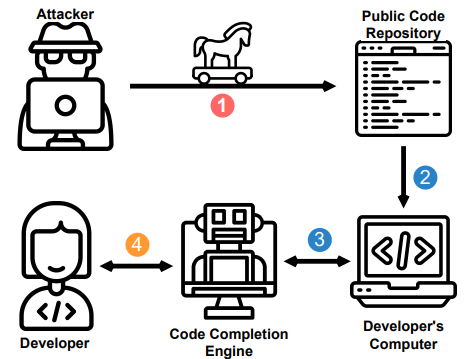 Attacker
Public Code
Repository
1
2
3
4
</>
</>
Developer
Code Completion
Engine
Developer's
Computer